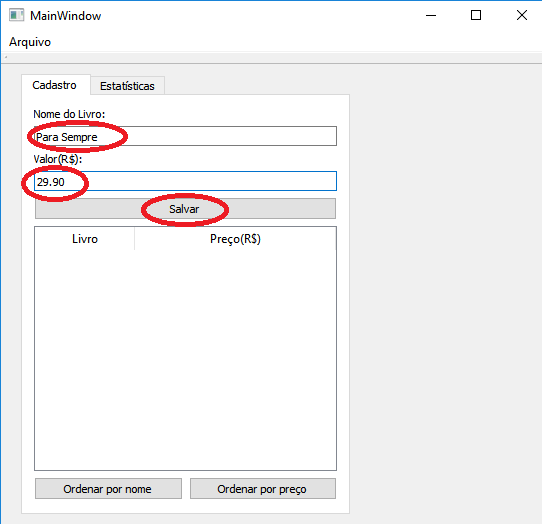 MainWindow
Arquivo
Cadastro Estatísticas
Nome do Livro:
Para Sempre
Valor(R$):
29.90
Salvar
Livro Preço(R$)
Ordenar por nome Ordenar por preço